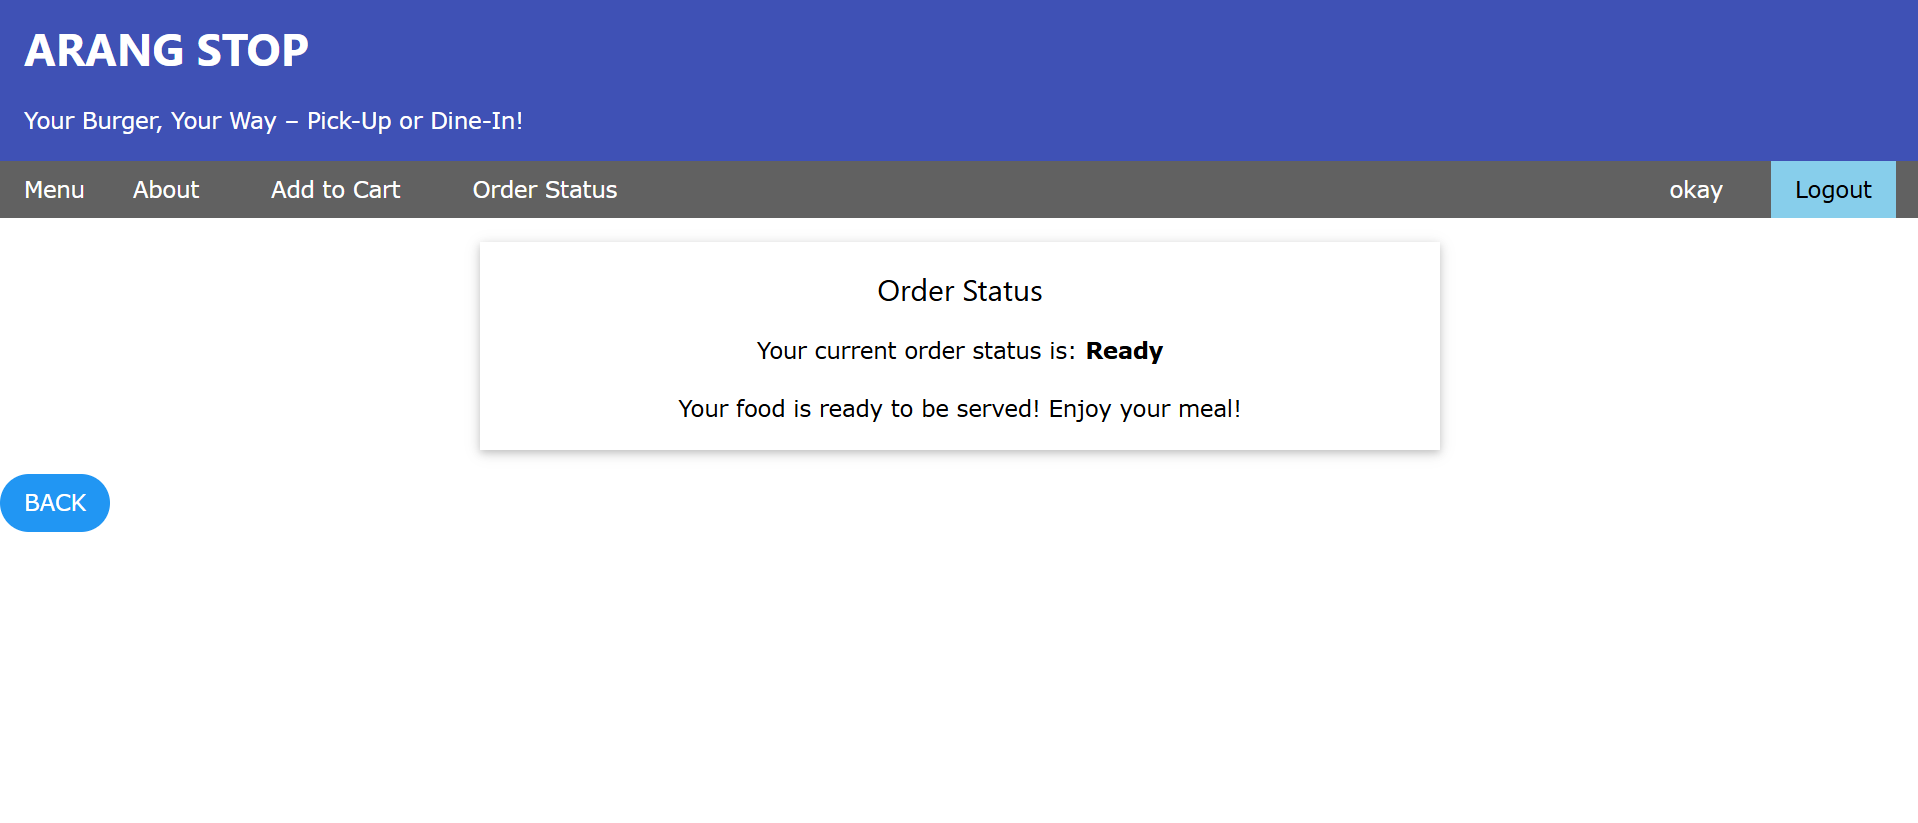 ARANG STOP
Your Burger, Your Way – Pick-Up or Dine-In!
Menu About Add to Cart Order Status okay Logout
Order Status
Your current order status is: Ready
Your food is ready to be served! Enjoy your meal!
BACK